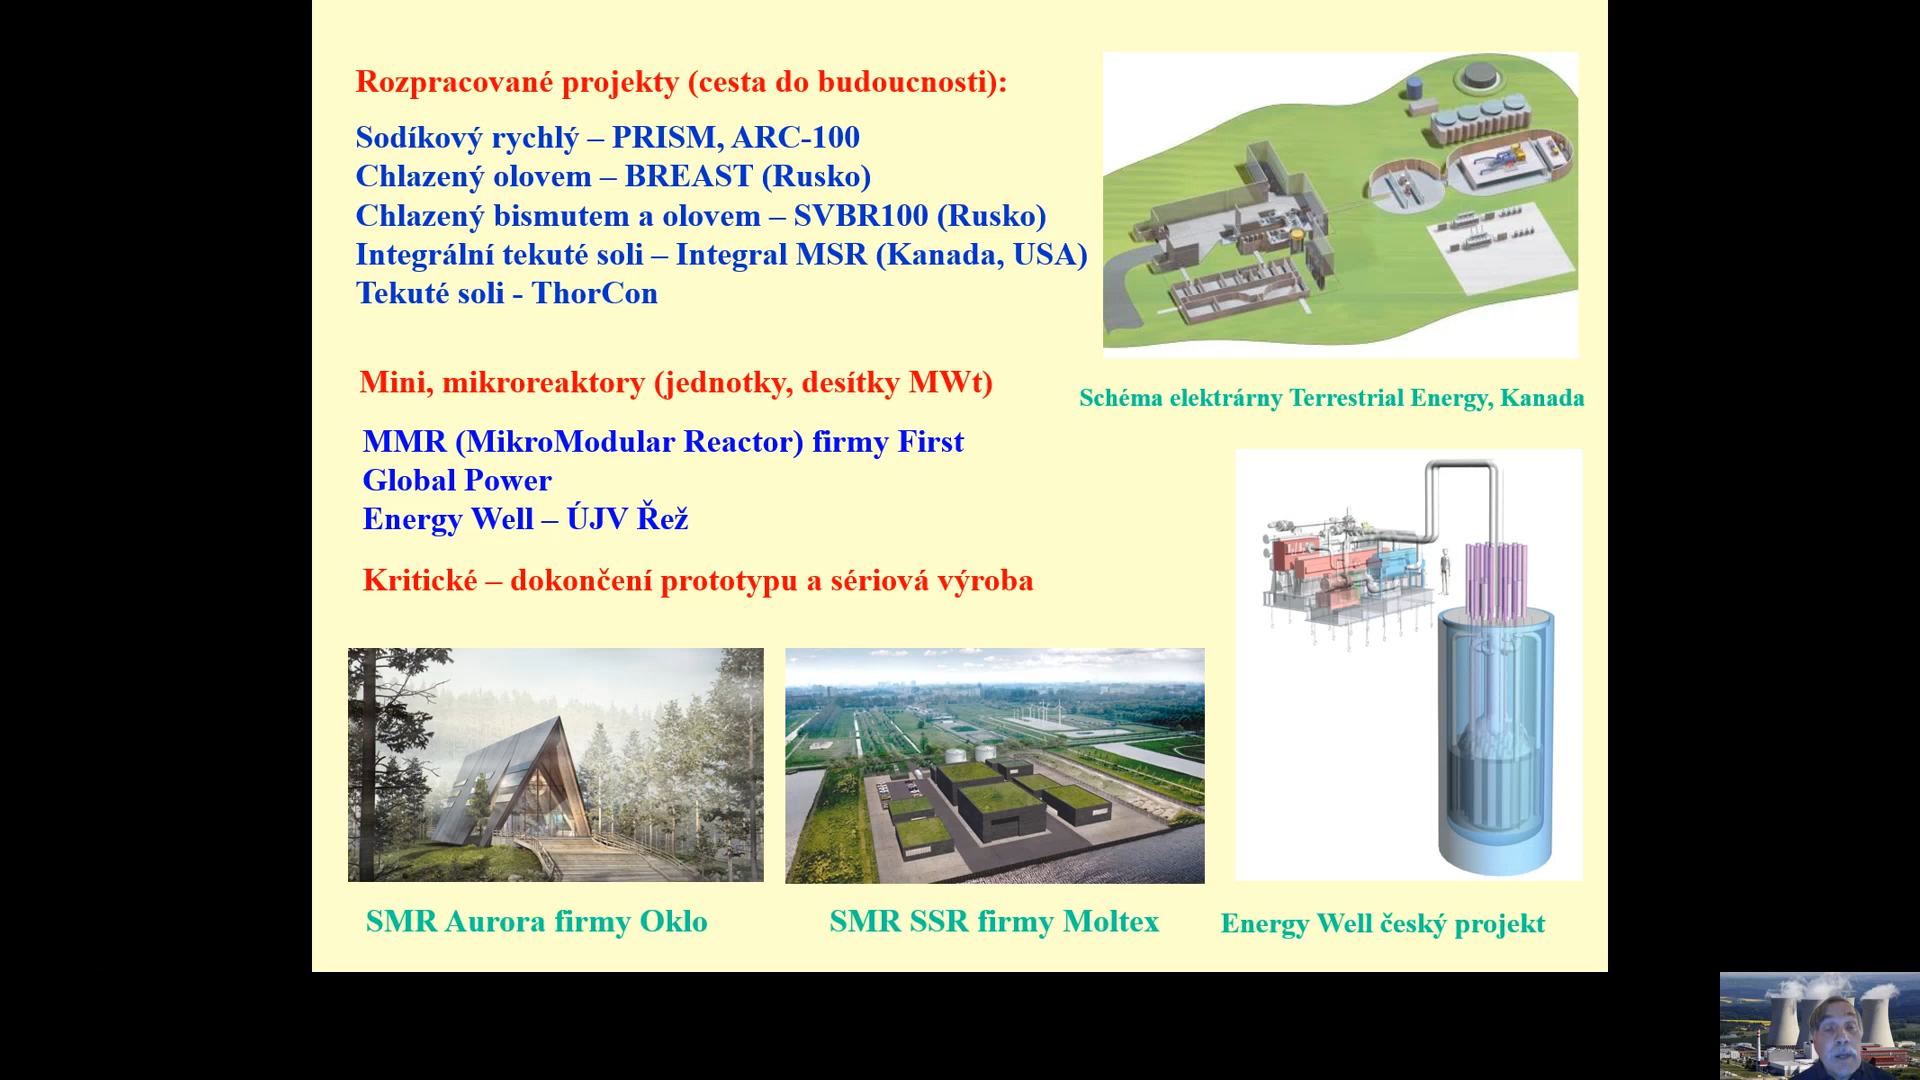 Rozpracované projekty (cesta do budoucnosti):
Sodíkový rychlý – PRISM, ARC-100
Chlazený olovem – BREAST (Rusko)
Chlazený bismutem a olovem – SVBR100 (Rusko)
Integrální tekuté soli – Integral MSR (Kanada, USA)
Tekuté soli - ThorCon
Schéma elektrárny Terrestrial Energy, Kanada
Mini, mikroreaktory (jednotky, desítky MWt)
MMR (MikroModular Reactor) firmy First
Global Power
Energy Well – ÚJV Řež
Kritické – dokončení prototypu a sériová výroba
SMR Aurora firmy Oklo
SMR SSR firmy Moltex
Energy Well český projekt